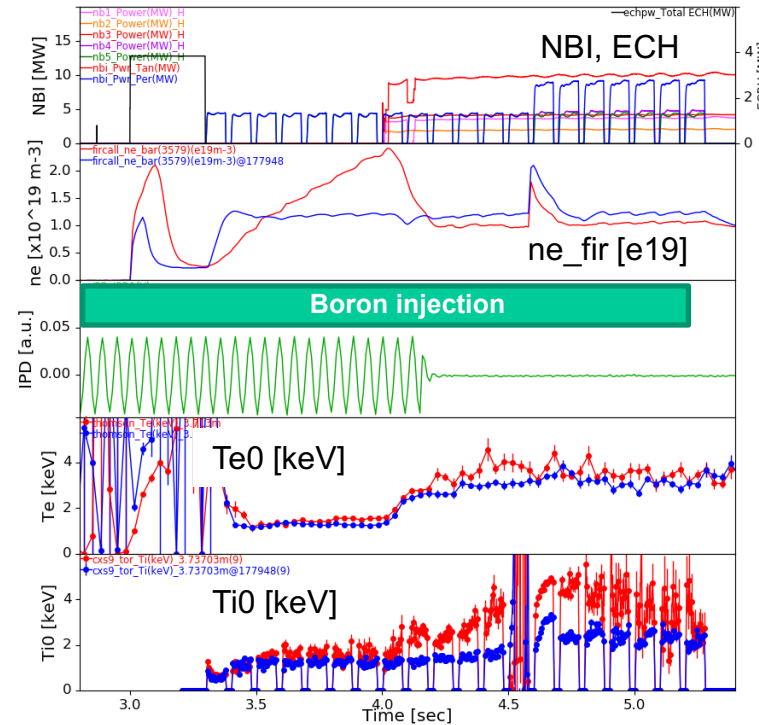 nb1_Power(MW)_H
nb2_Power(MW)_H
nb3_Power(MW)_H
nb4_Power(MW)_H
nb5_Power(MW)_H
nbi_Pwr_Tan(MW)
nbi_Pwr_Per(MW)
echpw_Total ECH(MW)
NBI, ECH
NBI [MW]
15
10
5
0
4
2
0
fircall_ne_bar(3579)(e19m-3)
fircall_ne_bar(3579)(e19m-3)@177948
ne_fir [e19]
ne [x10^19 m-3]
2.0
1.5
1.0
0.5
0.0
Boron injection
IPD [a.u.]
0.05
0.00
Te0 [keV]
Te [keV]
4
2
0
cxs9_tor_Ti(keV)_3.73703m(9)
cxs9_tor_Ti(keV)_3.73703m@177948(9)
Ti0 [keV]
Ti0 [keV]
4
2
0
3.0
3.5
4.0
4.5
5.0
Time [sec]